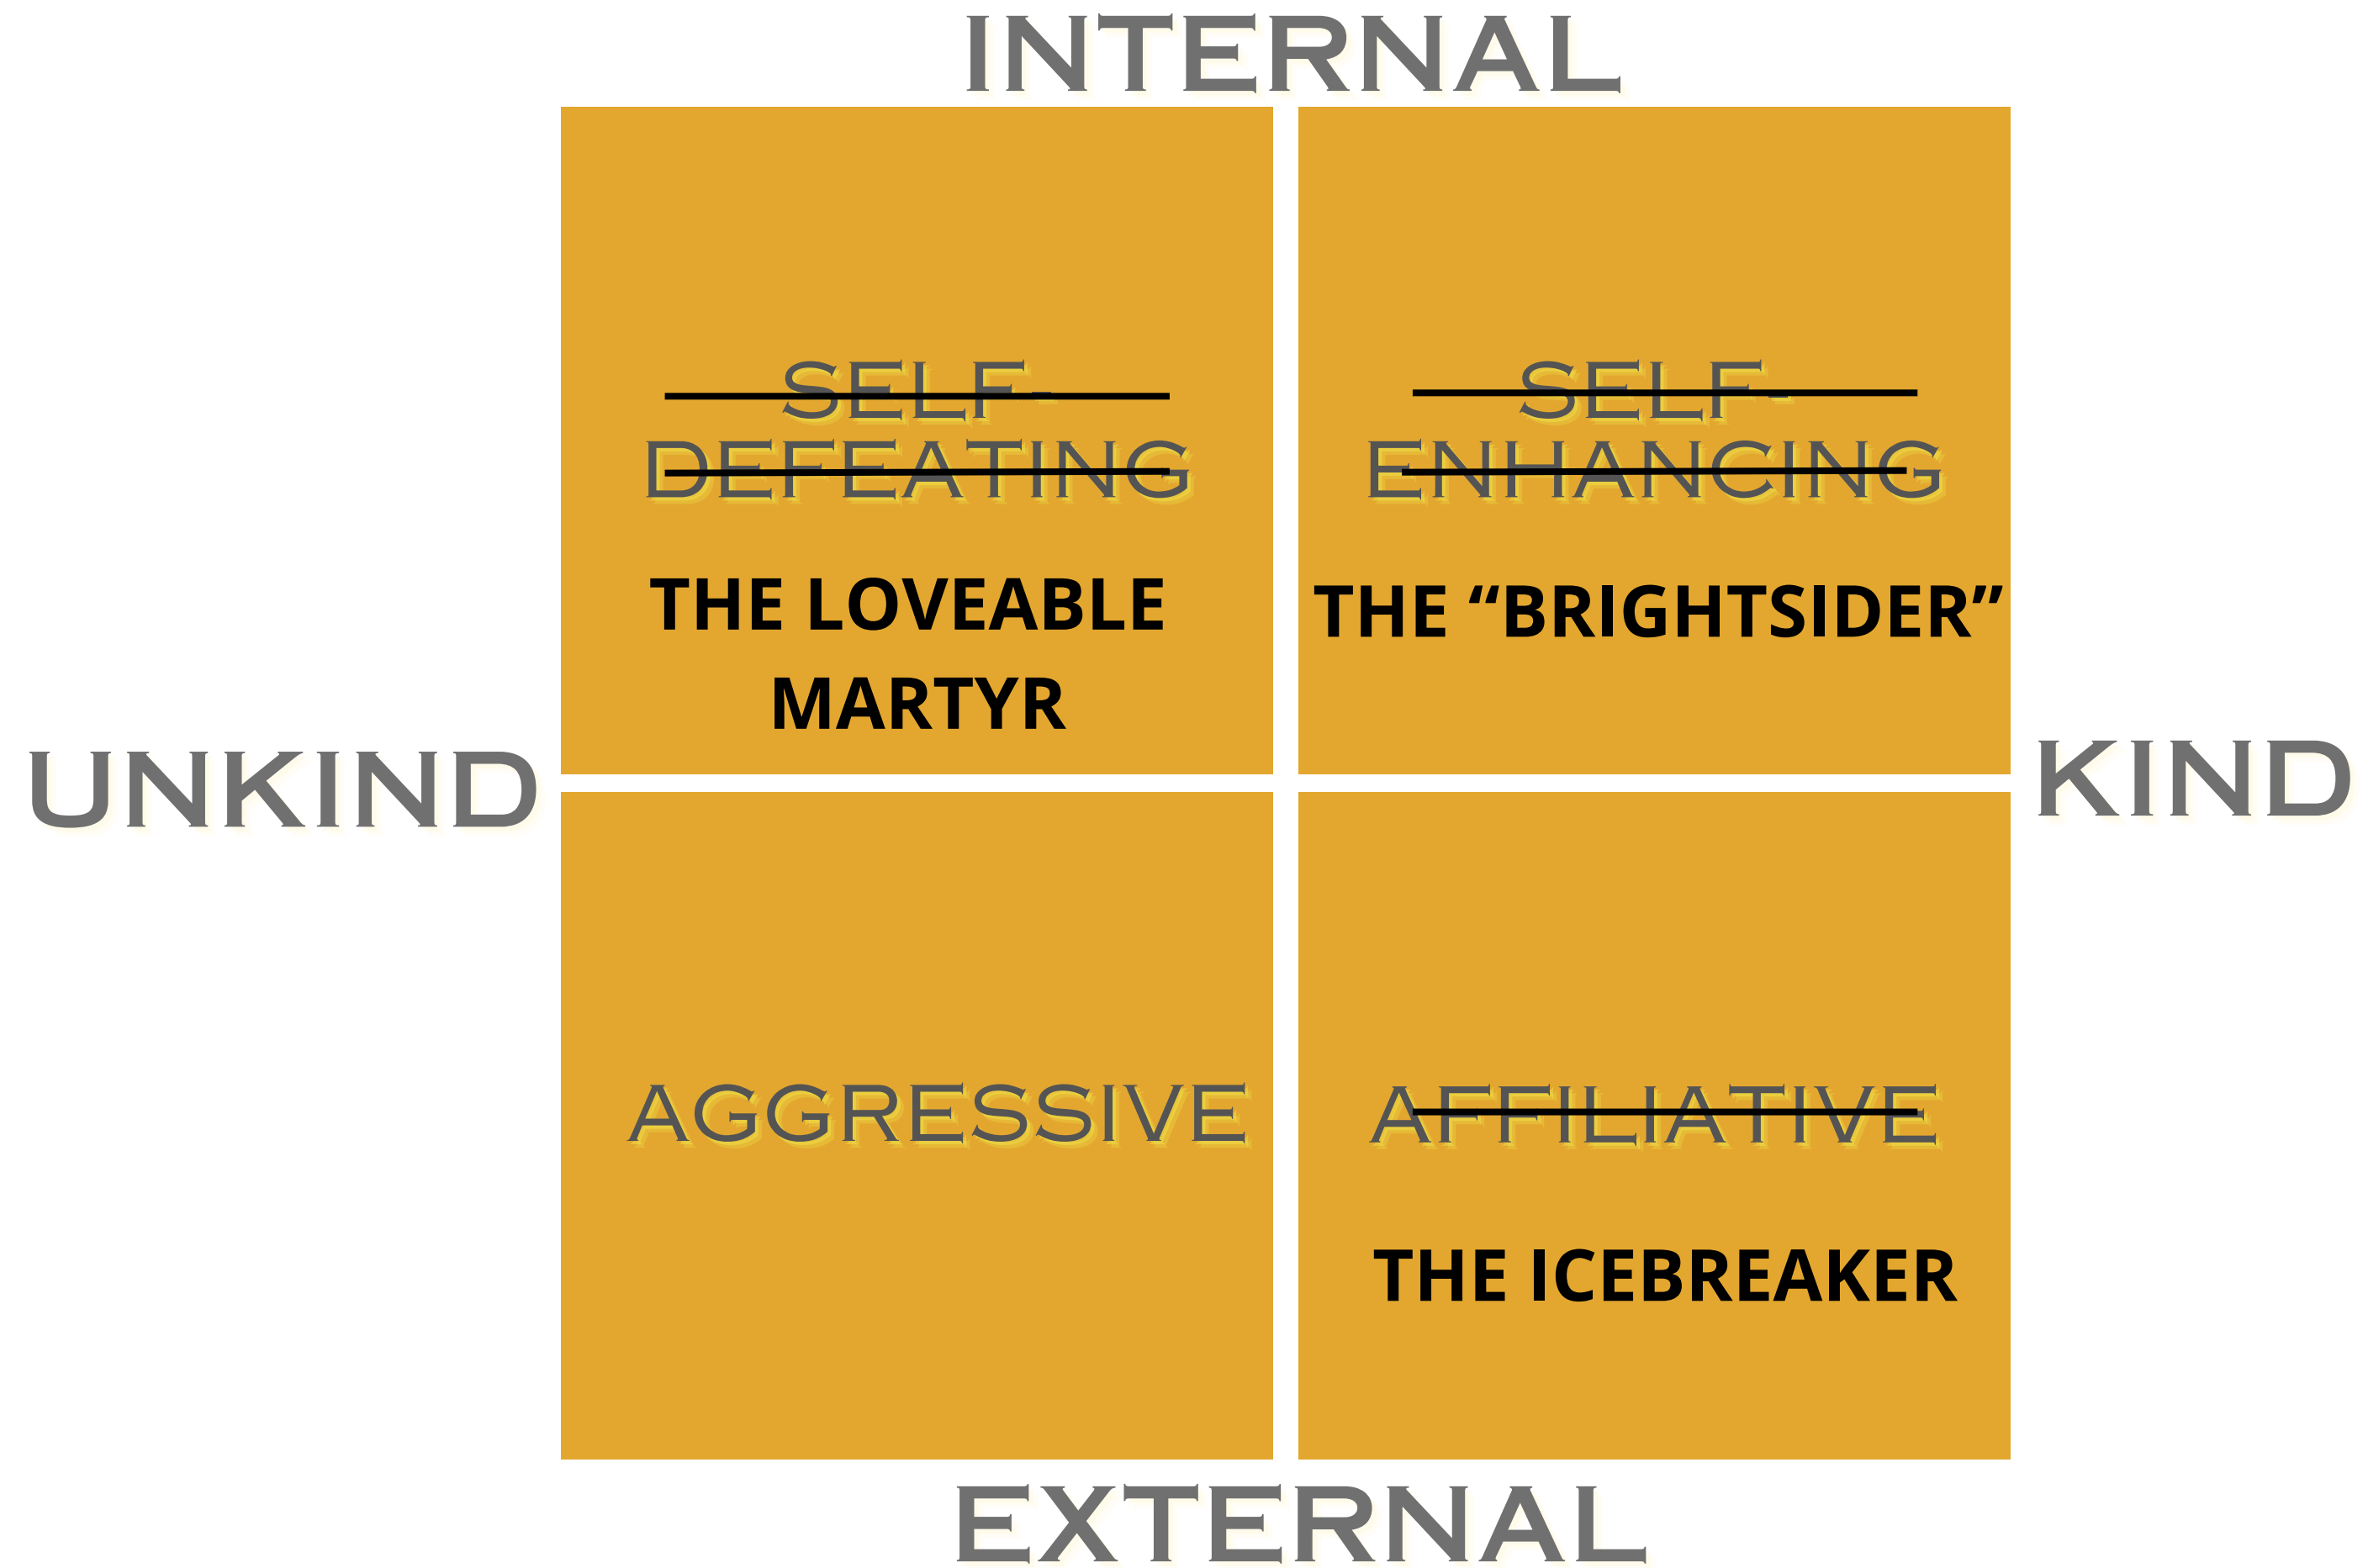 INTERNAL
SELF-
DEFEATING
THE LOVEABLE
MARTYR
SELF-
ENHANCING
THE “BRIGHTSIDER”
UNKIND
KIND
AGGRESSIVE
AFFILIATIVE
THE ICEBREAKER
EXTERNAL